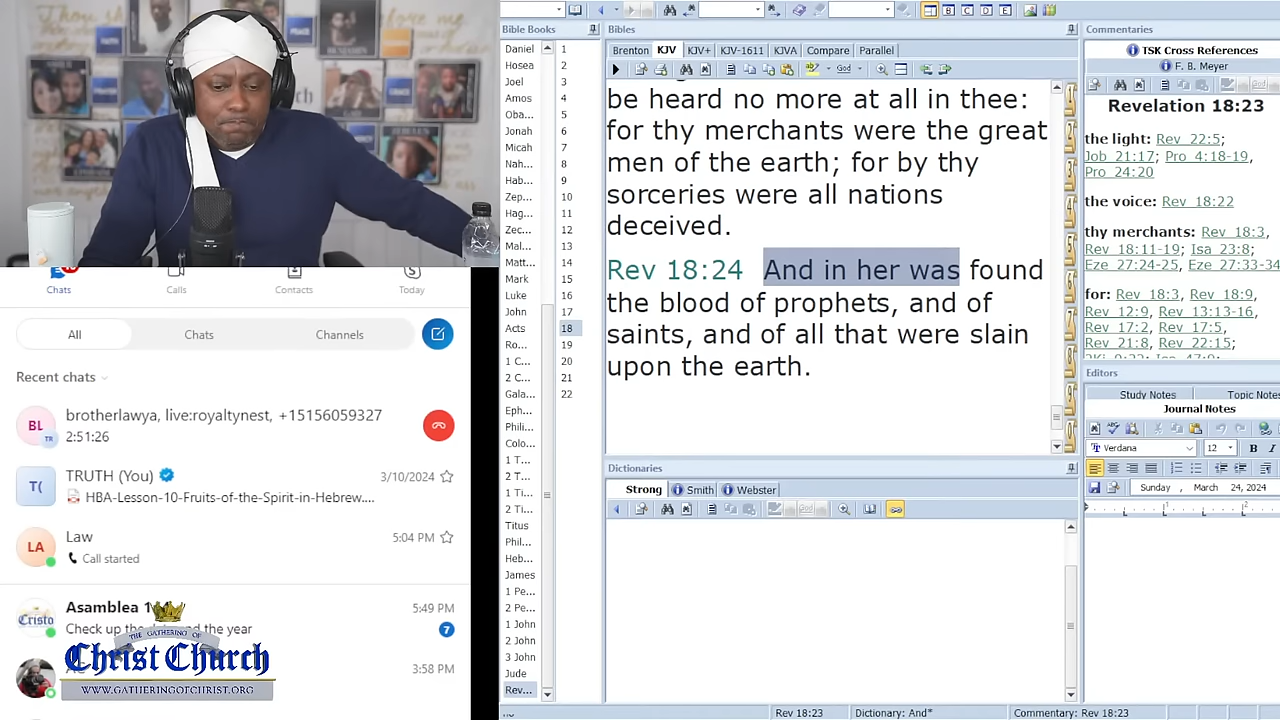 Bible Books
Daniel
Hosea
Joel
Amos
Oba...
Jonah
Micah
Nah...
Hab...
Zep...
Hag...
Zec...
Mal...
Matt...
Mark
Luke
John
Acts
Ro...
1 C...
2 C...
Gala...
Eph...
Phili...
Colo...
1 T...
2 T...
1 Ti...
2 Ti...
Titus
Phil...
Heb...
James
1 Pe...
2 Pe...
1 John
2 John
3 John
Jude
Rev...
1
2
3
4
5
6
7
8
9
10
11
12
13
14
15
16
17
18
19
20
21
22
Bibles
Brenton KJV KJV+ KJV-1611 KJVA Compare Parallel
be heard no more at all in thee:
for thy merchants were the great
men of the earth; for by thy
sorceries were all nations
deceived.
Rev 18:24 And in her was found
the blood of prophets, and of
saints, and of all that were slain
upon the earth.
Dictionaries
Strong Smith Webster
Commentaries
TSK Cross References
F. B. Meyer
Revelation 18:23
the light: Rev 22:5;
Job 21:17; Pro 4:18-19,
Pro 24:20
the voice: Rev 18:22
thy merchants: Rev 18:3,
Rev 18:11-19; Isa 23:8;
Eze 27:24-25, Eze 27:33-34
for: Rev 18:3, Rev 18:9,
Rev 12:9, Rev 13:13-16,
Rev 17:2, Rev 17:5,
Rev 21:8, Rev 22:15;
Editors
Study Notes Topic Notes
Journal Notes
Verdana 12 B I
Sunday , March 24, 2024
Rev 18:23 Dictionary: And* Commentary: Rev 18:23
Chats Calls Contacts Today
All Chats Channels
Recent chats
BL TR brotherlawya, live:royaltynest, +15156059327
2:51:26
T( TRUTH (You) 3/10/2024
HBA-Lesson-10-Fruits-of-the-Spirit-in-Hebrew....
LA Law 5:04 PM
Call started
Cristo Asamblea 5:49 PM
Check up the d d the year 7
3:58 PM
THE GATHERING OF
Christ Church
WWW.GATHERINGOFCHRIST.ORG